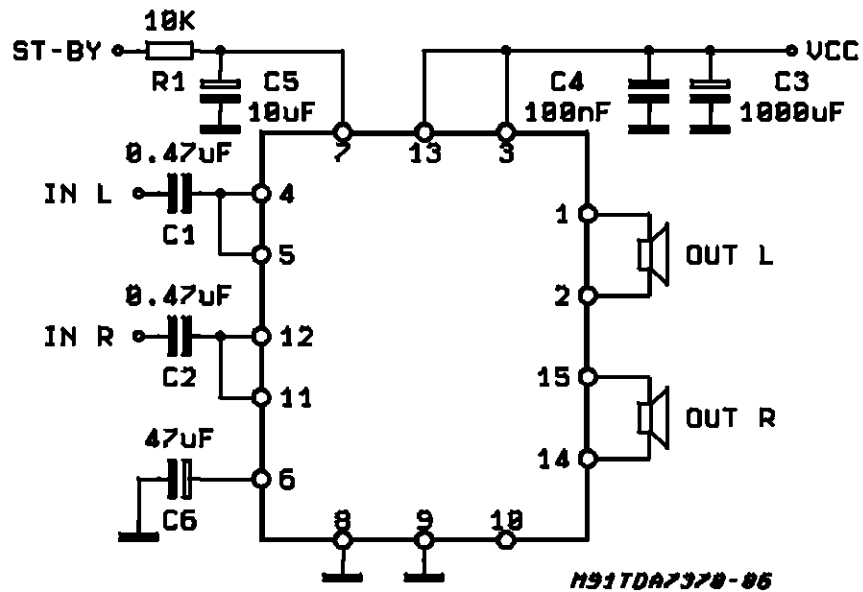 10K
ST-BY
VCC
R1
C5
C4
C3
10uF
100nF
1000uF
7
13
3
0.47uF
IN L
4
1
C1
OUT L
5
2
0.47uF
IN R
12
C2
15
11
OUT R
47uF
14
6
C6
8
9
10
M91TDA7370-06